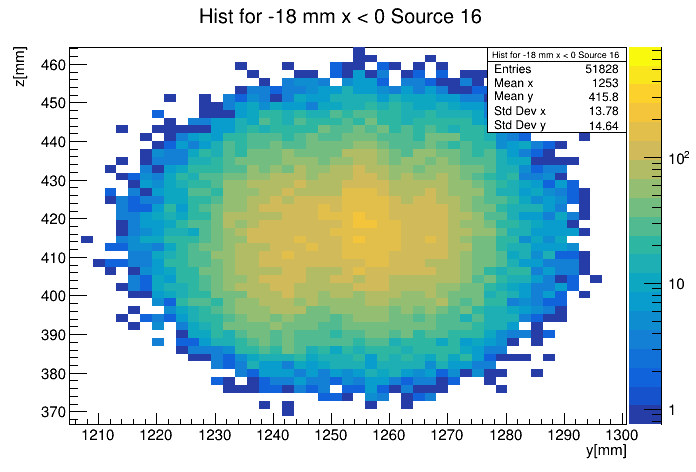 Hist for -18 mm x < 0 Source 16
z[mm]
Hist for -18 mm x < 0 Source 16
Entries 51828
Mean x 1253
Mean y 415.8
Std Dev x 13.78
Std Dev y 14.64
460
450
440
430
420
410
400
390
380
370
1210 1220 1230 1240 1250 1260 1270 1280 1290 1300
y[mm]
10²
10
1